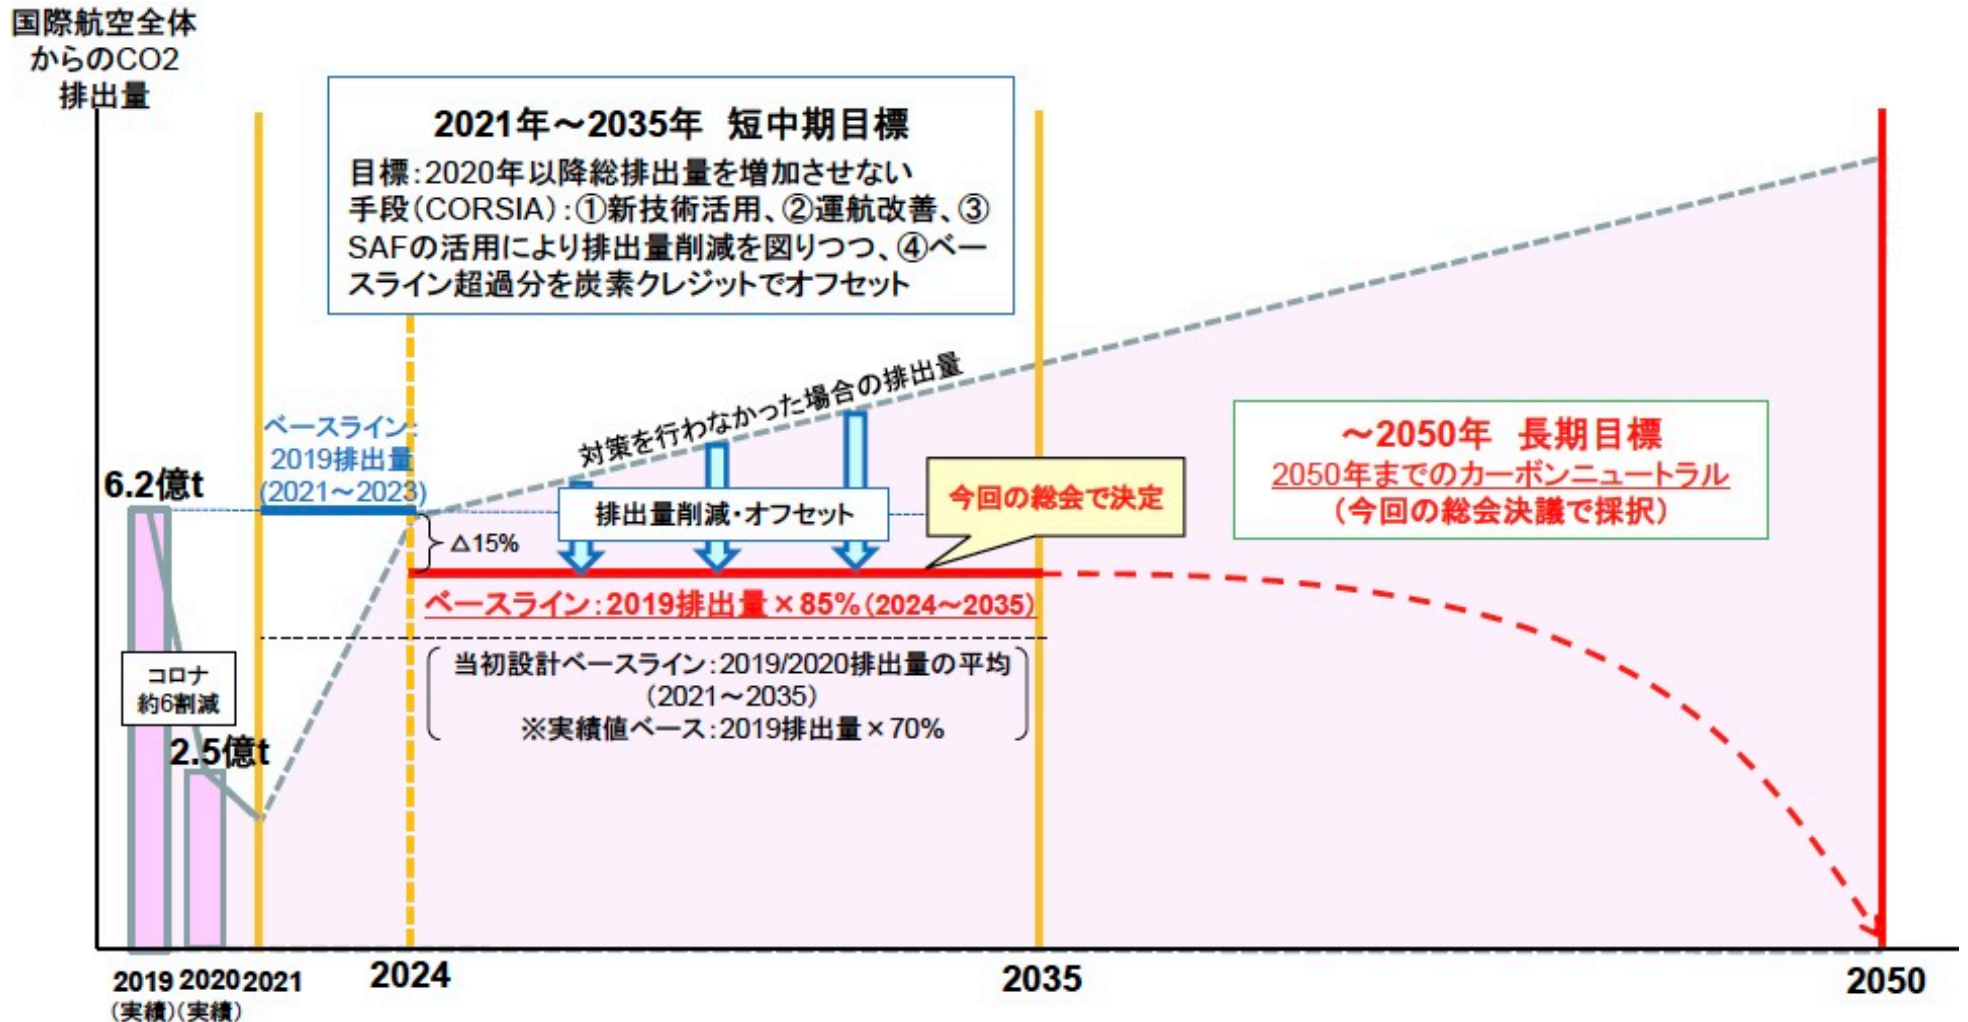 国際航空全体
からのCO2
排出量
2021年～2035年 短中期目標
目標：2020年以降総排出量を増加させない
手段（CORSIA）：①新技術活用、②運航改善、③
SAFの活用により排出量削減を図りつつ、④ベー
スライン超過分を炭素クレジットでオフセット
対策を行わなかった場合の排出量
ベースライン：
2019排出量
(2021～2023)
6.2億t
排出量削減・オフセット
今回の総会で決定
～2050年 長期目標
2050年までのカーボンニュートラル
（今回の総会決議で採択）
△15%
ベースライン：2019排出量×85%（2024～2035）
当初設計ベースライン：2019/2020排出量の平均
（2021～2035）
※実績値ベース：2019排出量×70%
コロナ
約6割減
2.5億t
2019
（実績）
2020
（実績）
2021
2024
2035
2050